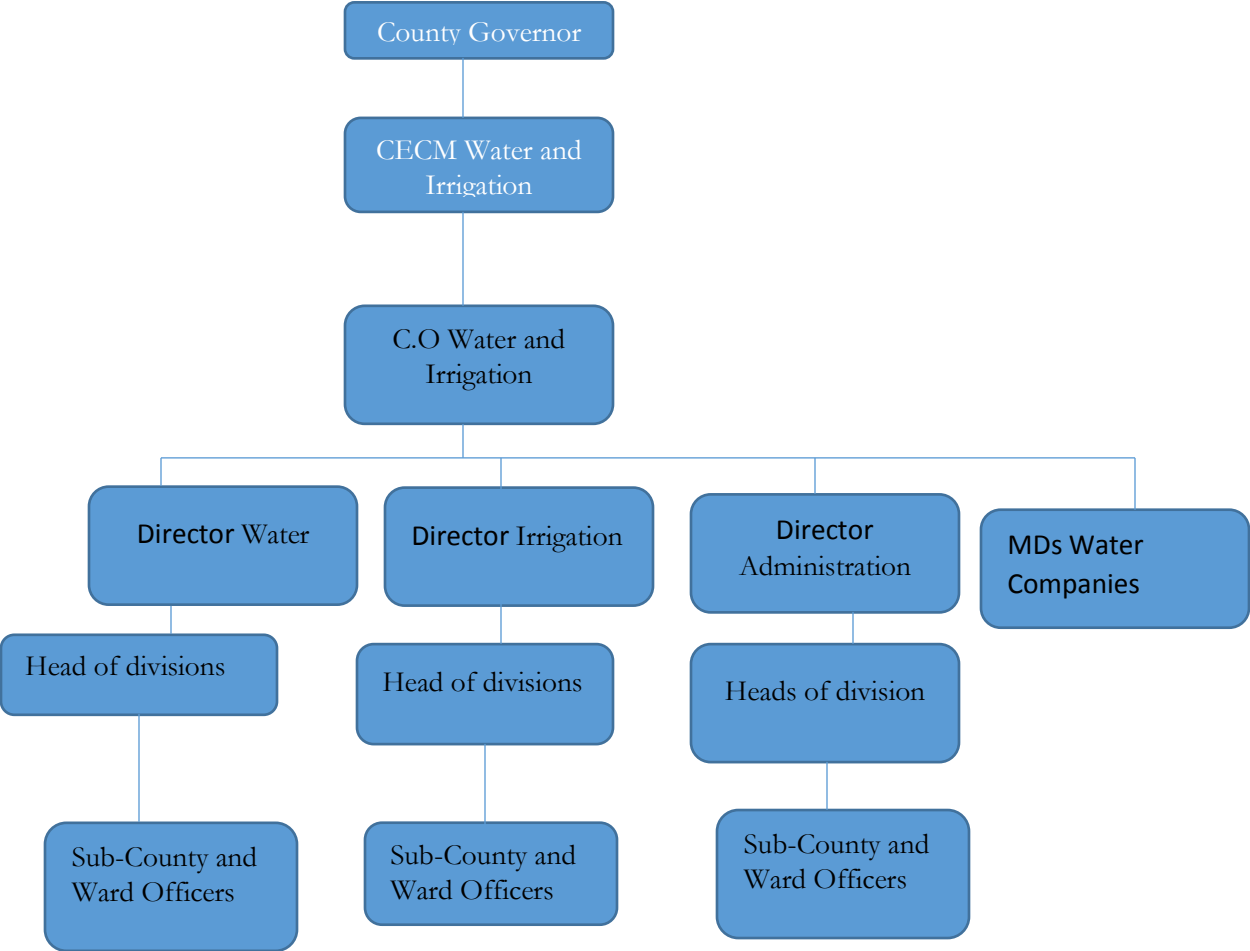 County Governor
CECM Water and
Irrigation
C.O Water and
Irrigation
Director Water
Director Irrigation
Director
Administration
MDs Water
Companies
Head of divisions
Head of divisions
Heads of division
Sub-County and
Ward Officers
Sub-County and
Ward Officers
Sub-County and
Ward Officers